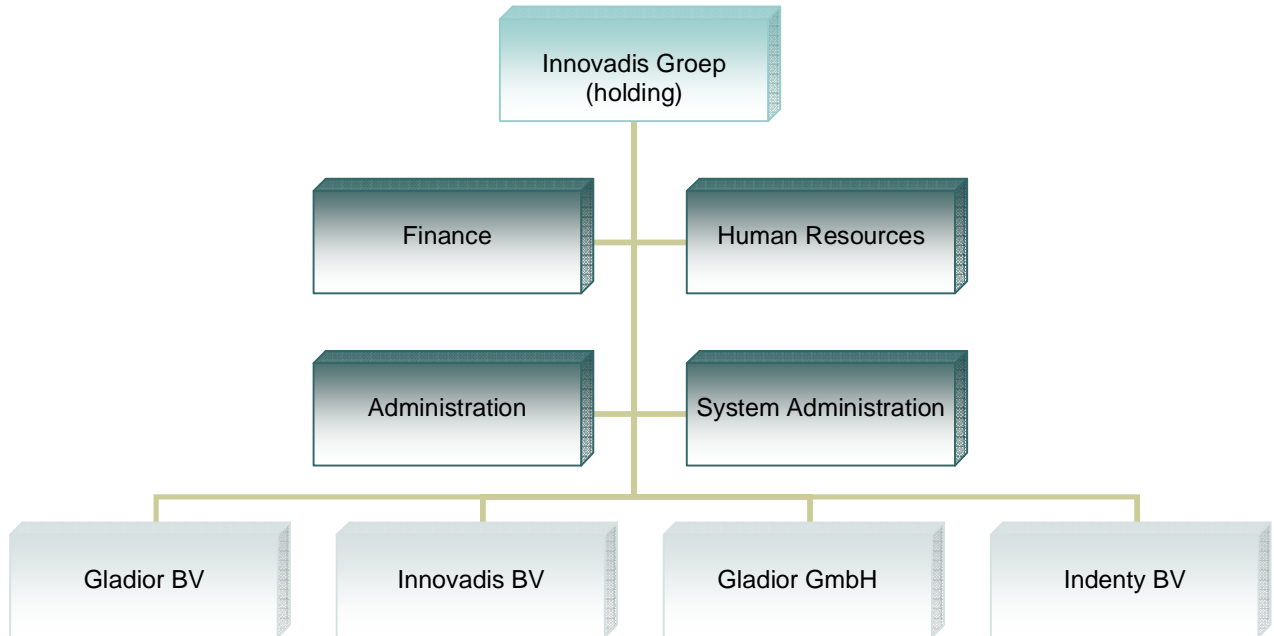 Innovadis Groep
(holding)
Finance
Human Resources
Administration
System Administration
Gladior BV
Innovadis BV
Gladior GmbH
Indenty BV